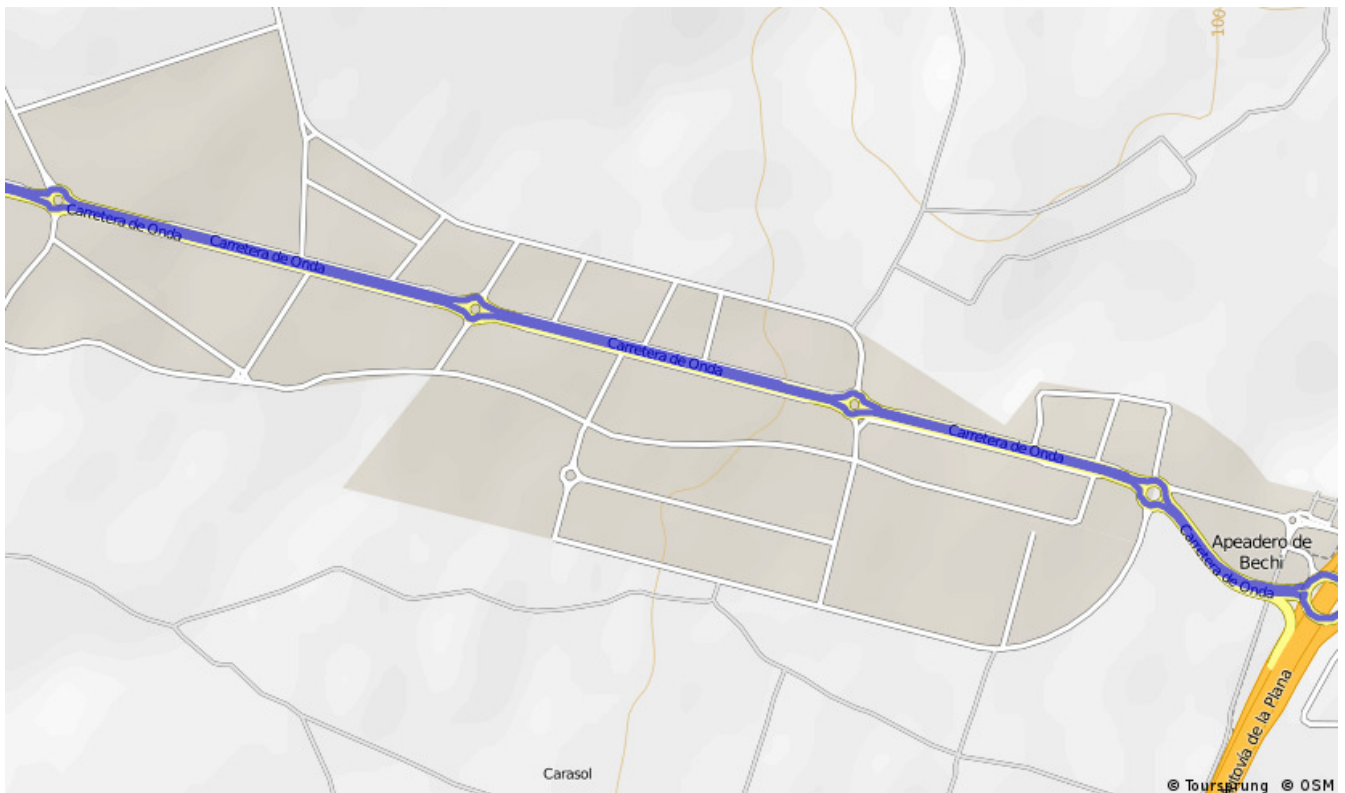 100
Carretera de Onda
Carretera de Onda
Carretera de Onda
Carretera de Onda
Carretera de Onda
Apeadero de
Bechi
utovía de la Plana
Carasol
© Toursprung © OSM